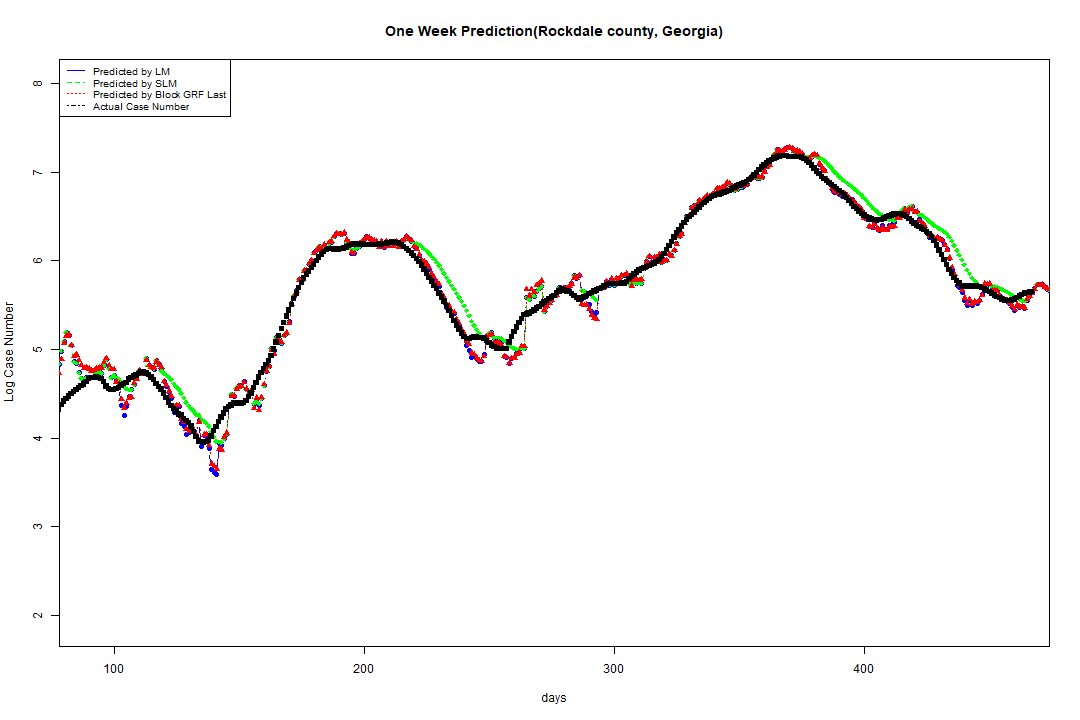 One Week Prediction(Rockdale county, Georgia)
Predicted by LM
Predicted by SLM
Predicted by Block GRF Last
Actual Case Number
8
7
6
5
4
3
2
Log Case Number
100 200 300 400
days